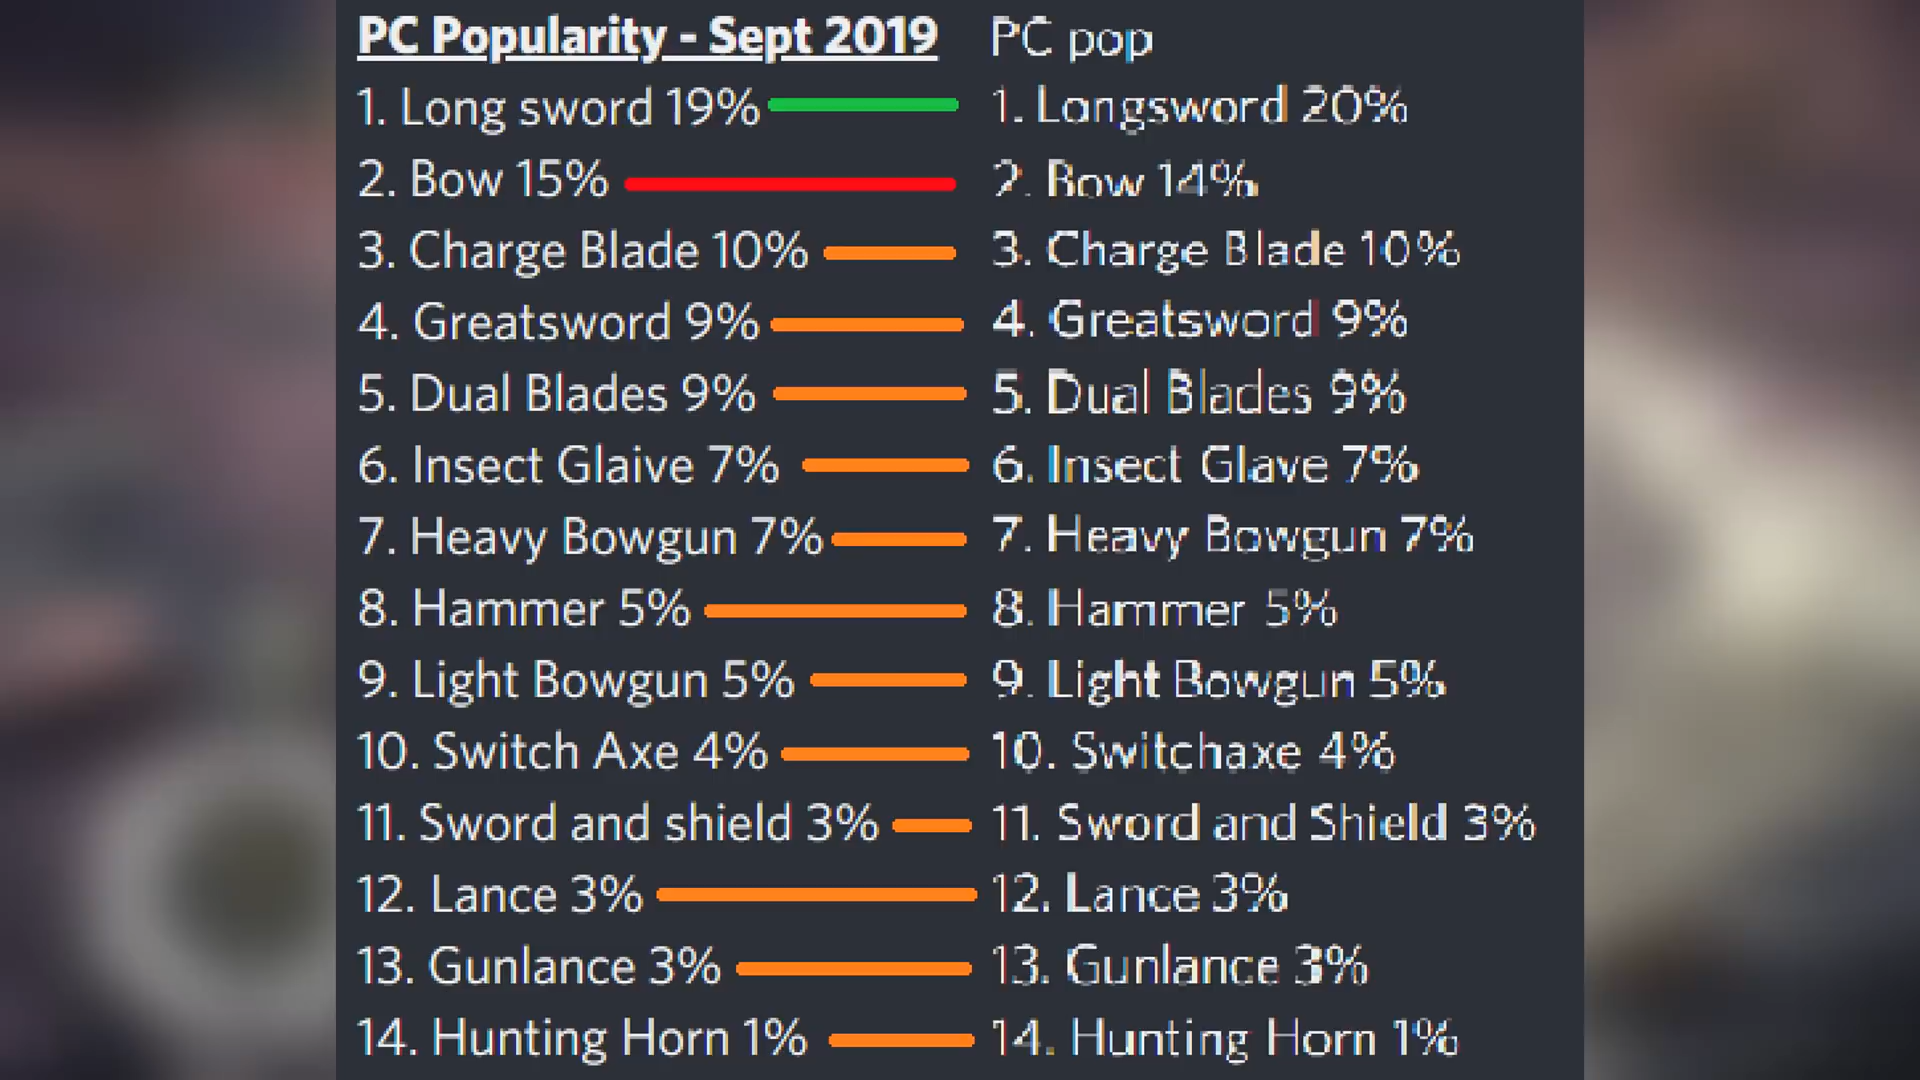 PC Popularity - Sept 2019 PC pop
1. Long sword 19% 1. Longsword 20%
2. Bow 15% 2. Bow 14%
3. Charge Blade 10% 3. Charge Blade 10%
4. Greatsword 9% 4. Greatsword 9%
5. Dual Blades 9% 5. Dual Blades 9%
6. Insect Glaive 7% 6. Insect Glave 7%
7. Heavy Bowgun 7% 7. Heavy Bowgun 7%
8. Hammer 5% 8. Hammer 5%
9. Light Bowgun 5% 9. Light Bowgun 5%
10. Switch Axe 4% 10. Switchaxe 4%
11. Sword and shield 3% 11. Sword and Shield 3%
12. Lance 3% 12. Lance 3%
13. Gunlance 3% 13. Gunlance 3%
14. Hunting Horn 1% 14. Hunting Horn 1%